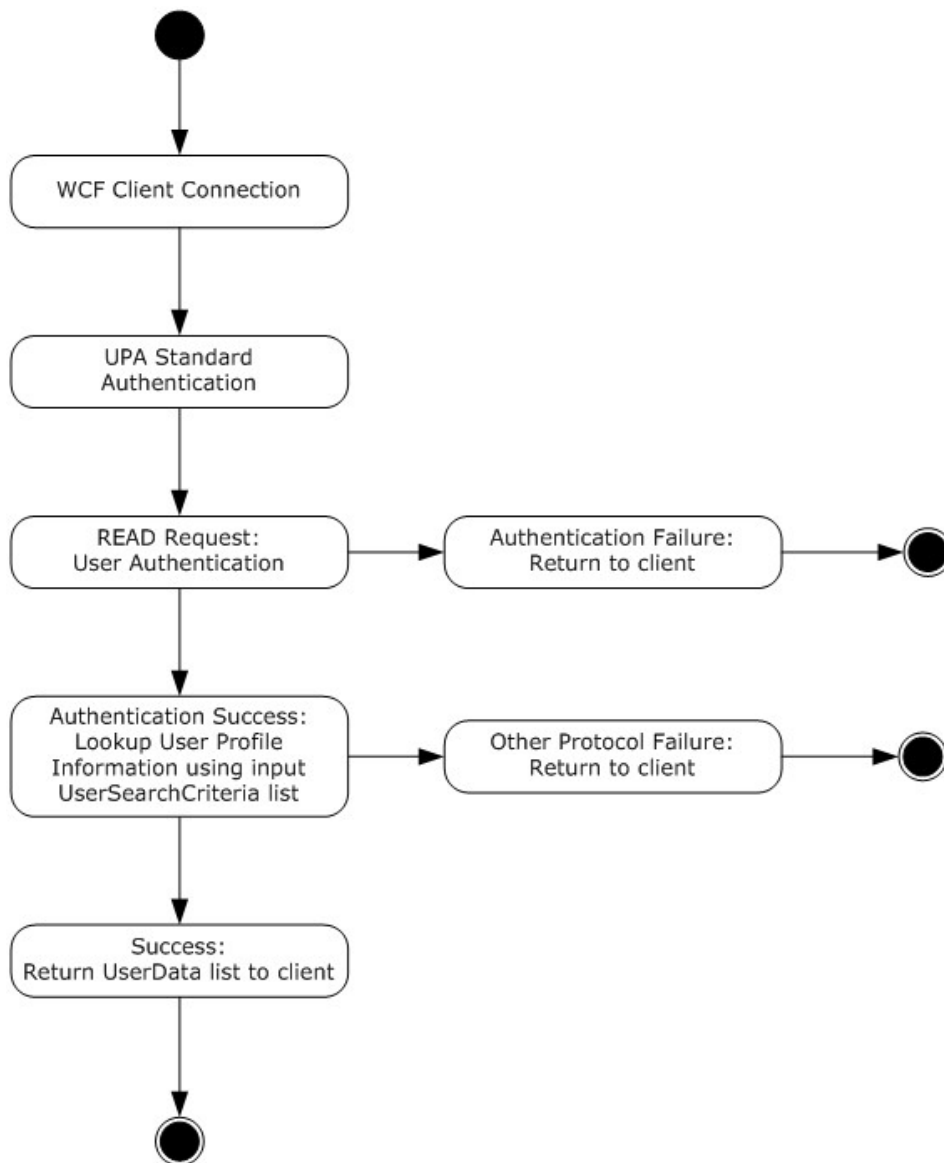 WCF Client Connection
UPA Standard
Authentication
READ Request:
User Authentication
Authentication Failure:
Return to client
Authentication Success:
Lookup User Profile
Information using input
UserSearchCriteria list
Other Protocol Failure:
Return to client
Success:
Return UserData list to client